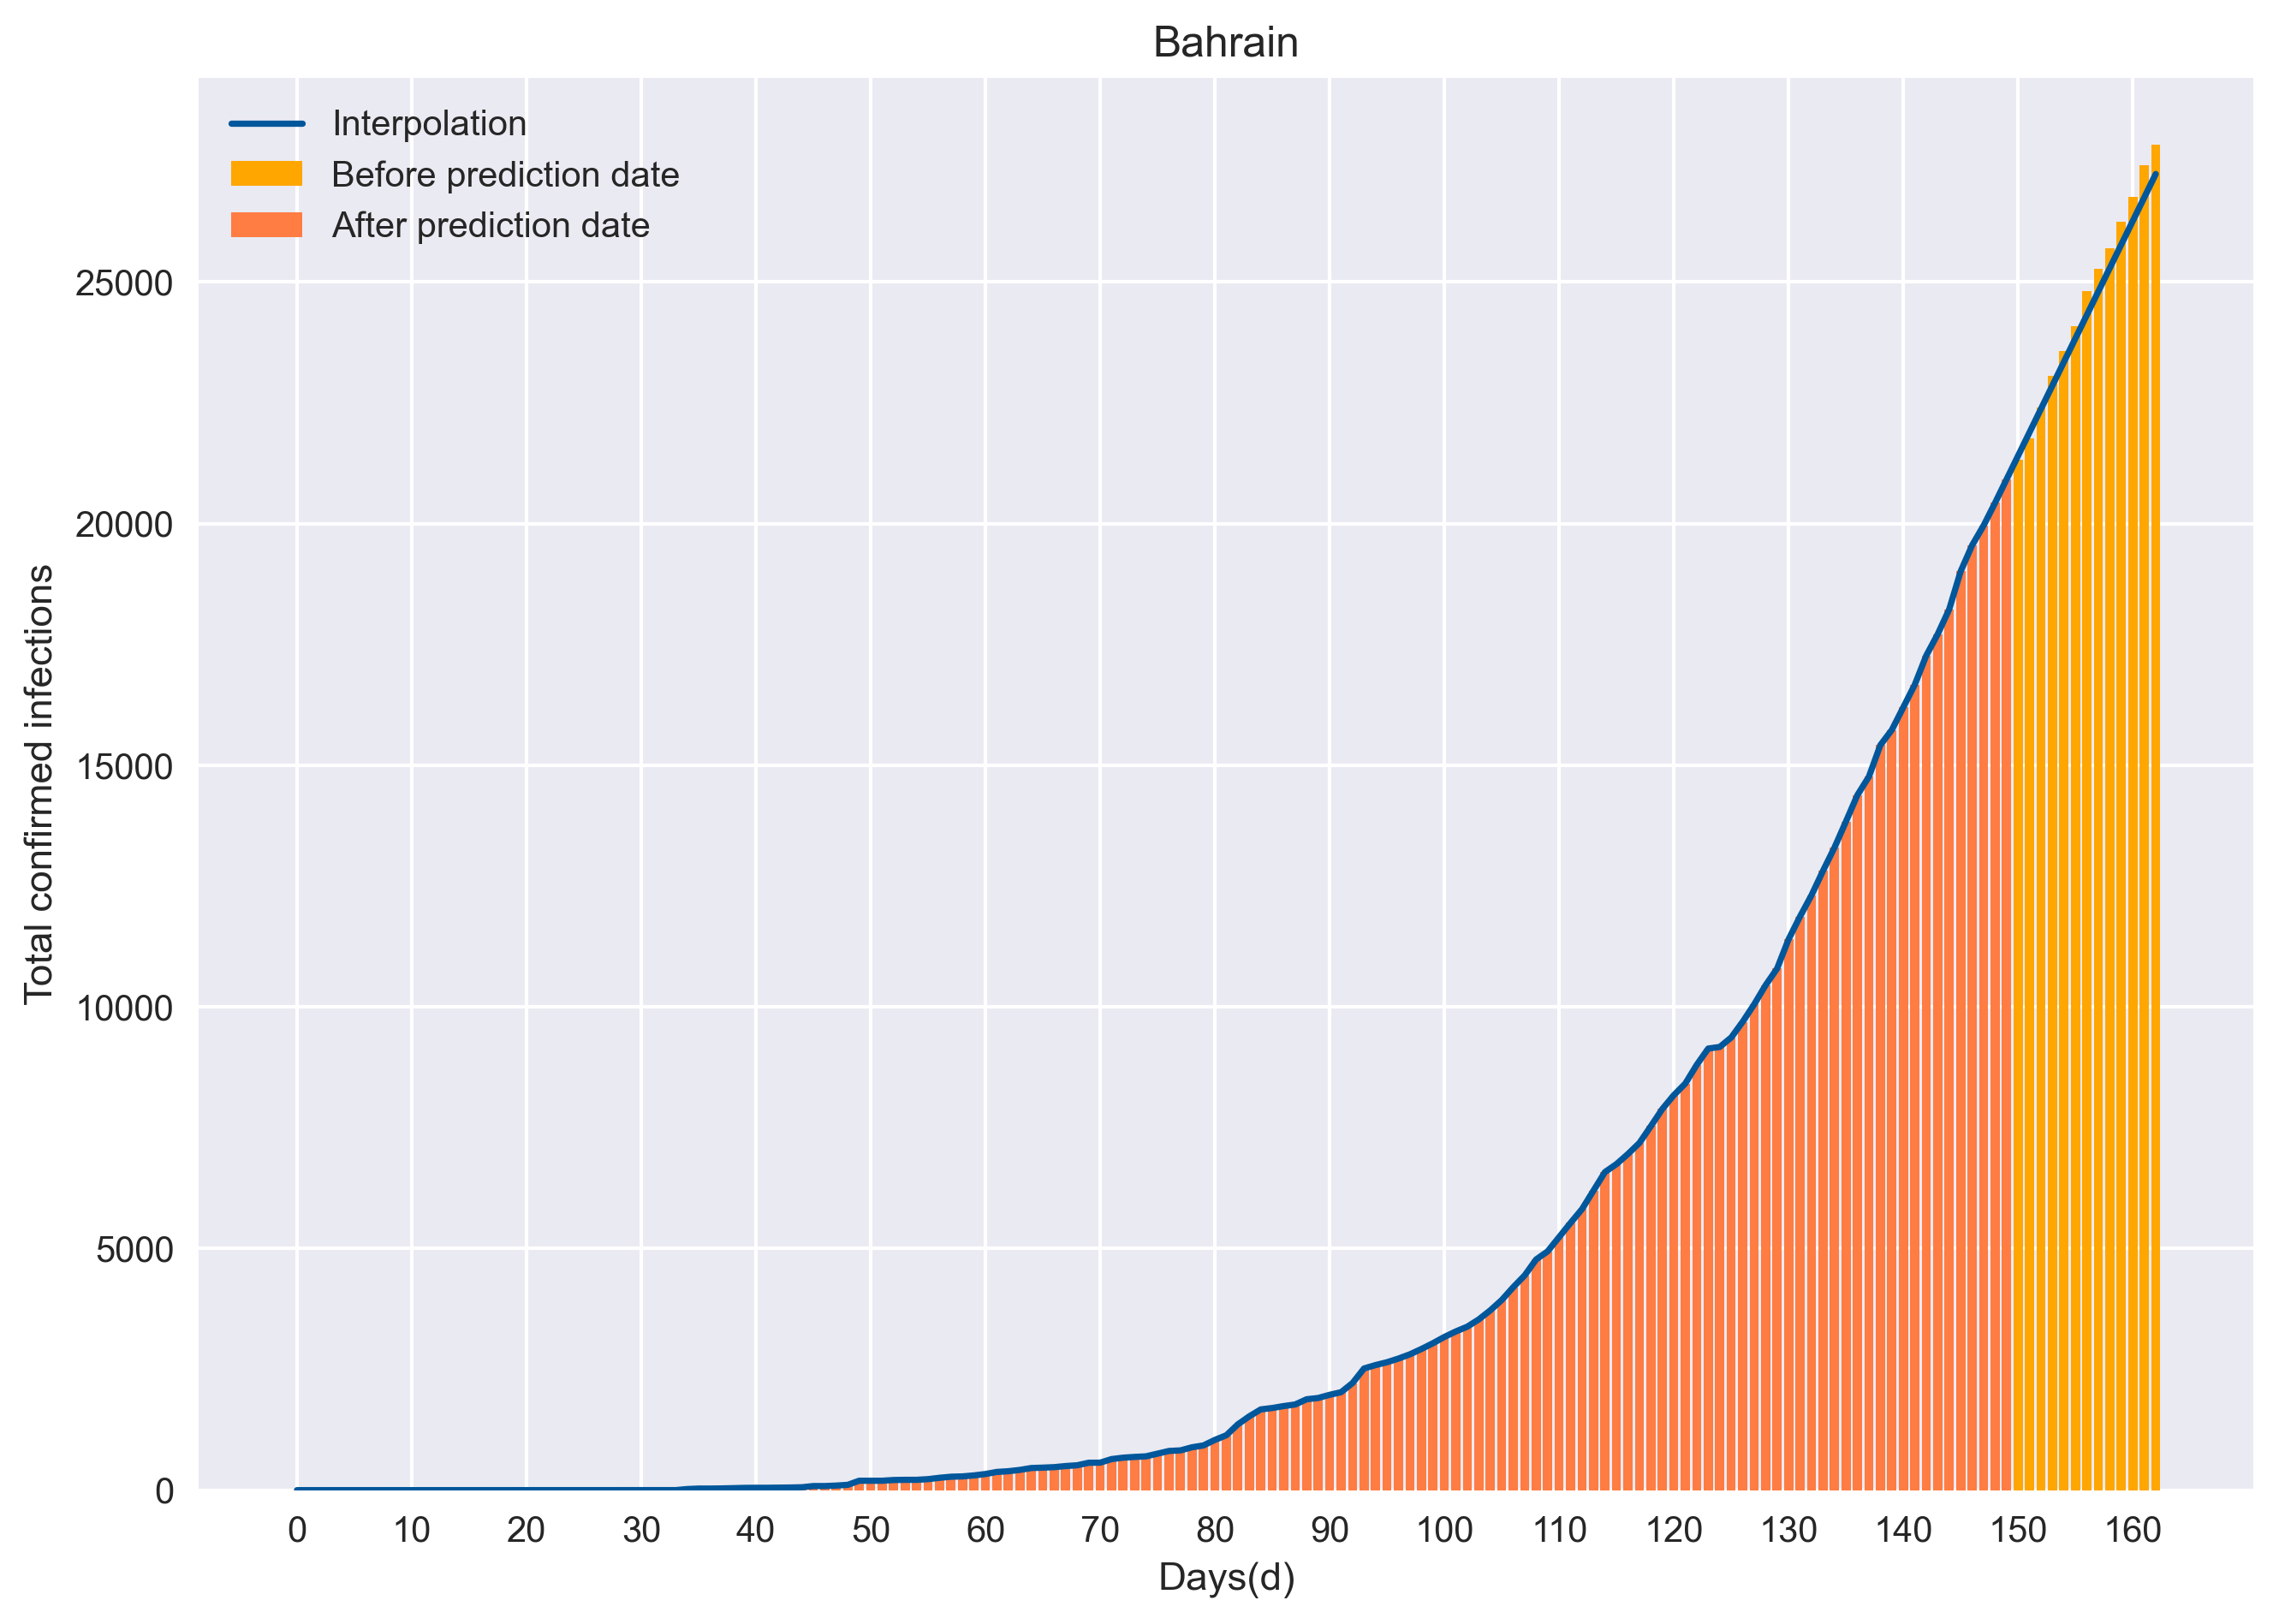 Bahrain
Interpolation
Before prediction date
After prediction date
25000
20000
15000
10000
5000
0
Total confirmed infections
0 10 20 30 40 50 60 70 80 90 100 110 120 130 140 150 160
Days(d)